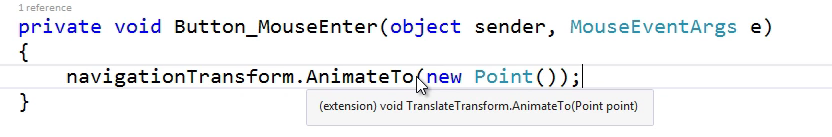 1 reference
private void Button_MouseEnter(object sender, MouseEventArgs e)
{
navigationTransform.AnimateTo(new Point());
(extension) void TranslateTransform.AnimateTo(Point point)
}